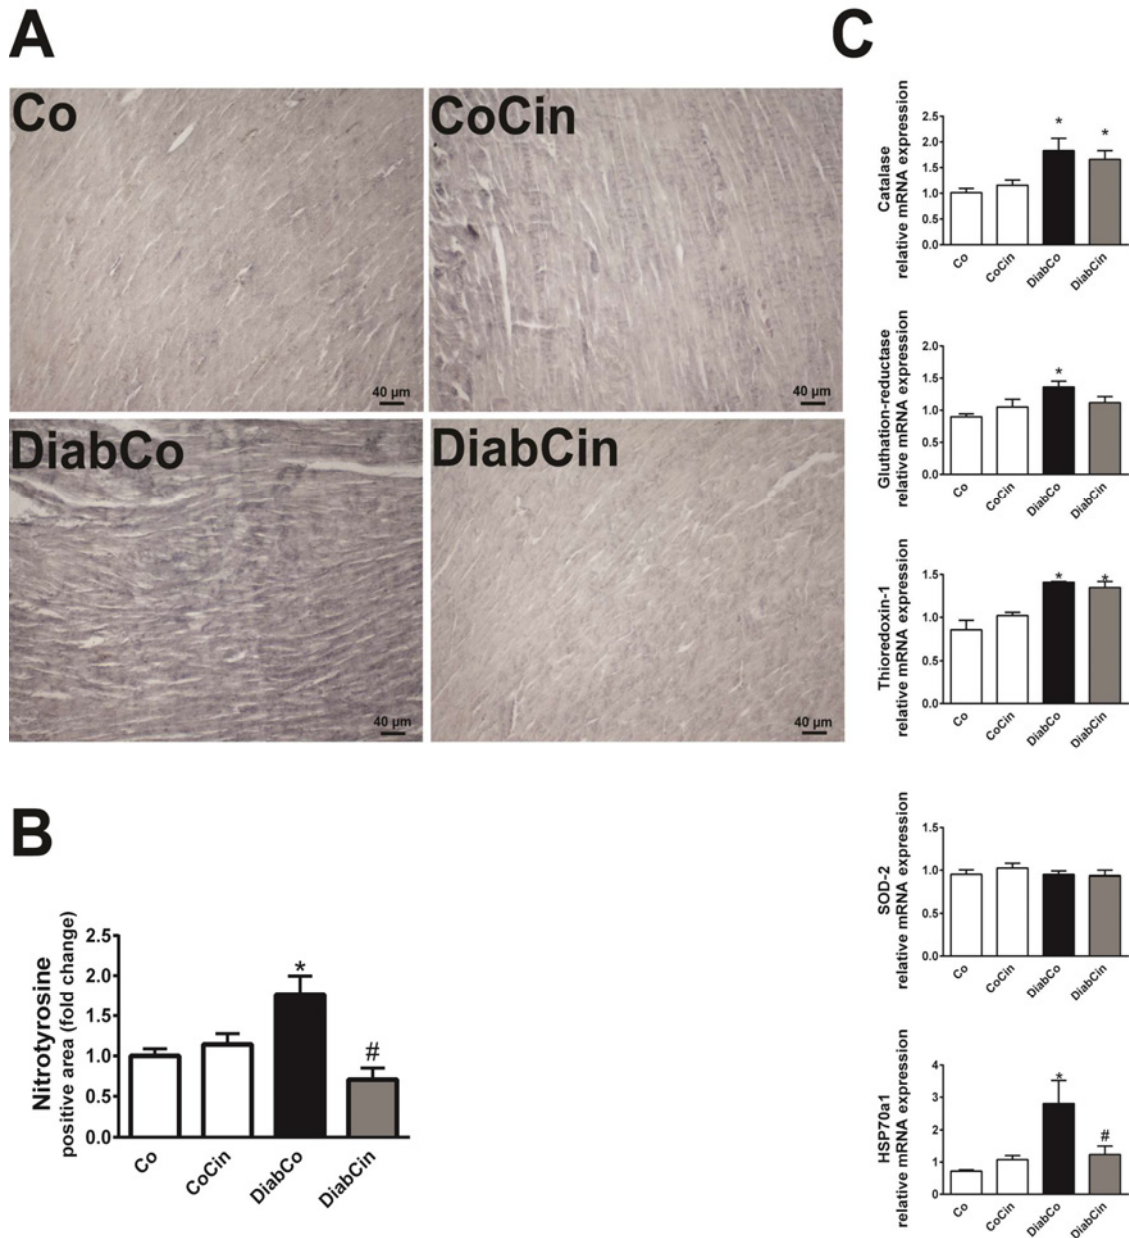 A
Co
CoCin
40 µm
40 µm
DiabCo
DiabCin
40 µm
40 µm
B
Nitrotyrosine
positive area (fold change)
2.5
2.0
1.5
1.0
0.5
0.0
*
#
Co
CoCin
DiabCo
DiabCin
C
Catalase
relative mRNA expression
2.5
2.0
1.5
1.0
0.5
0.0
*
*
Co
CoCin
DiabCo
DiabCin
Gluthation-reductase
relative mRNA expression
2.0
1.5
1.0
0.5
0.0
*
Co
CoCin
DiabCo
DiabCin
Thioredoxin-1
relative mRNA expression
1.5
1.0
0.5
0.0
*
*
Co
CoCin
DiabCo
DiabCin
SOD-2
relative mRNA expression
1.5
1.0
0.5
0.0
Co
CoCin
DiabCo
DiabCin
HSP70a1
relative mRNA expression
4
3
2
1
0
*
#
Co
CoCin
DiabCo
DiabCin